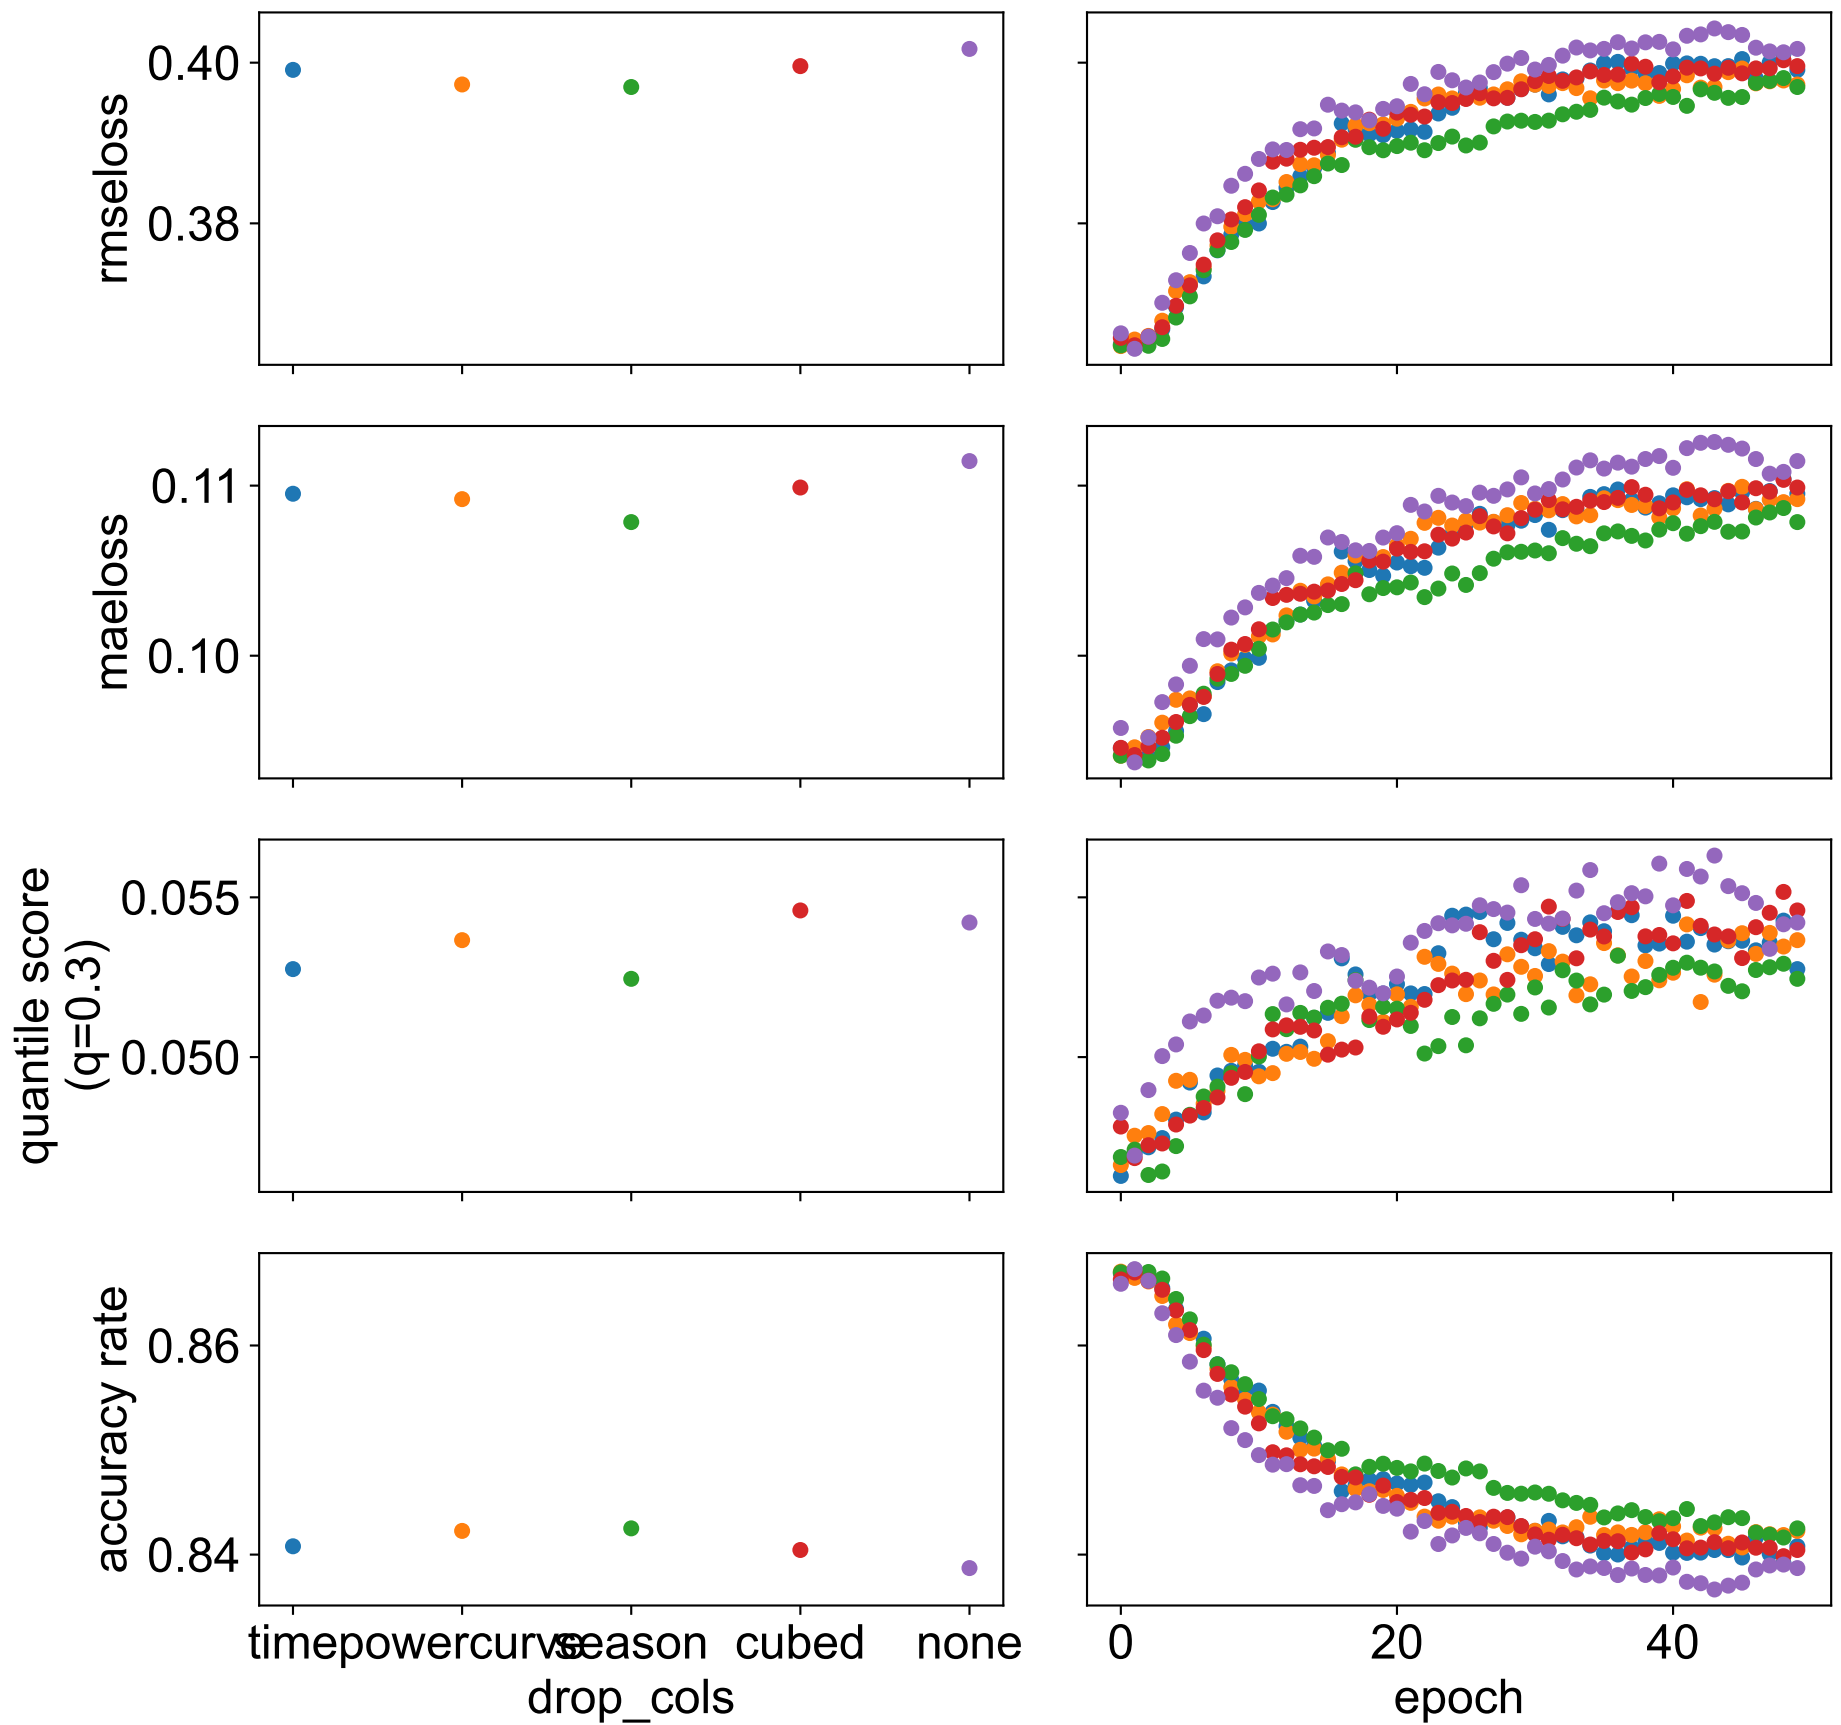 rmseloss
0.40
0.38
maeloss
0.11
0.10
quantile score
(q=0.3)
0.055
0.050
accuracy rate
0.86
0.84
time powercurve season cubed none
drop_cols
0 20 40
epoch